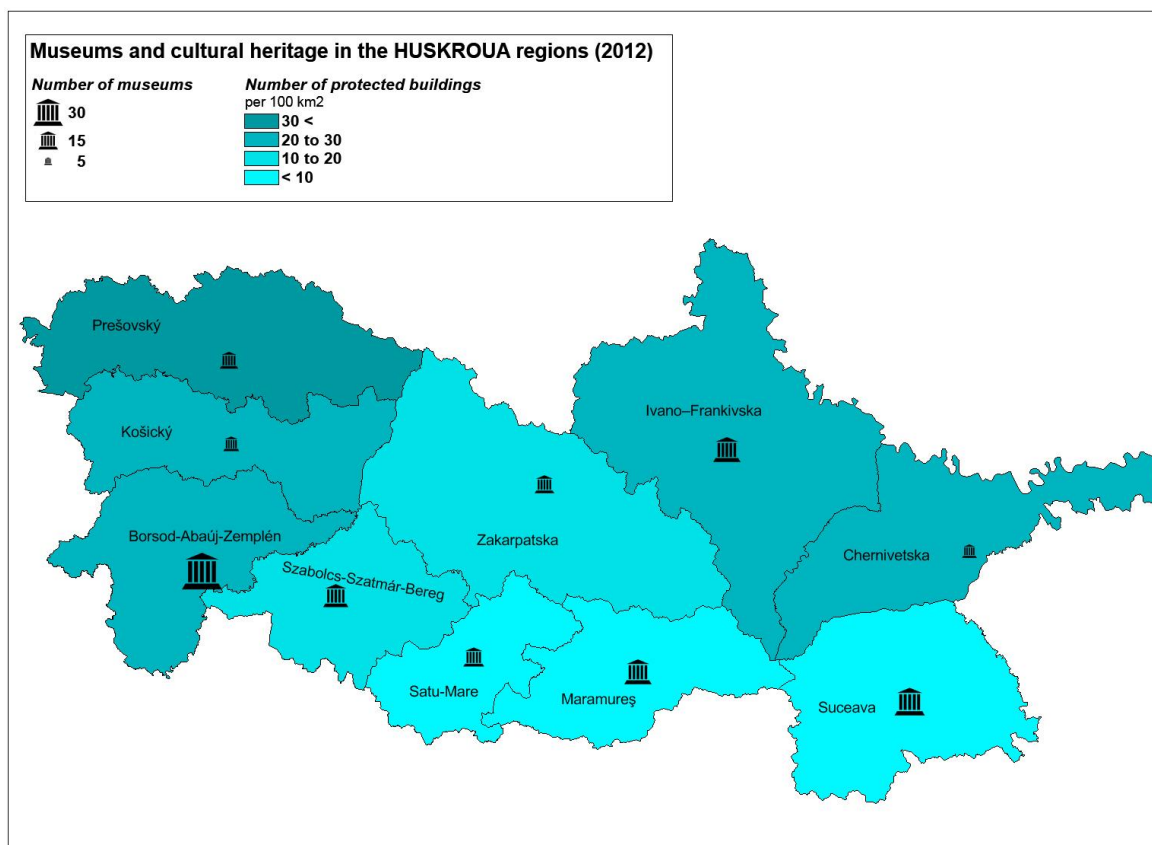 Museums and cultural heritage in the HUSKROUA regions (2012)
Number of museums
30
15
5
Number of protected buildings
per 100 km2
30 <
20 to 30
10 to 20
< 10
Prešovský
Košický
Borsod-Abaúj-Zemplén
Szabolcs-Szatmár-Bereg
Zakarpatska
Ivano–Frankivska
Chernivetska
Satu-Mare
Maramureş
Suceava